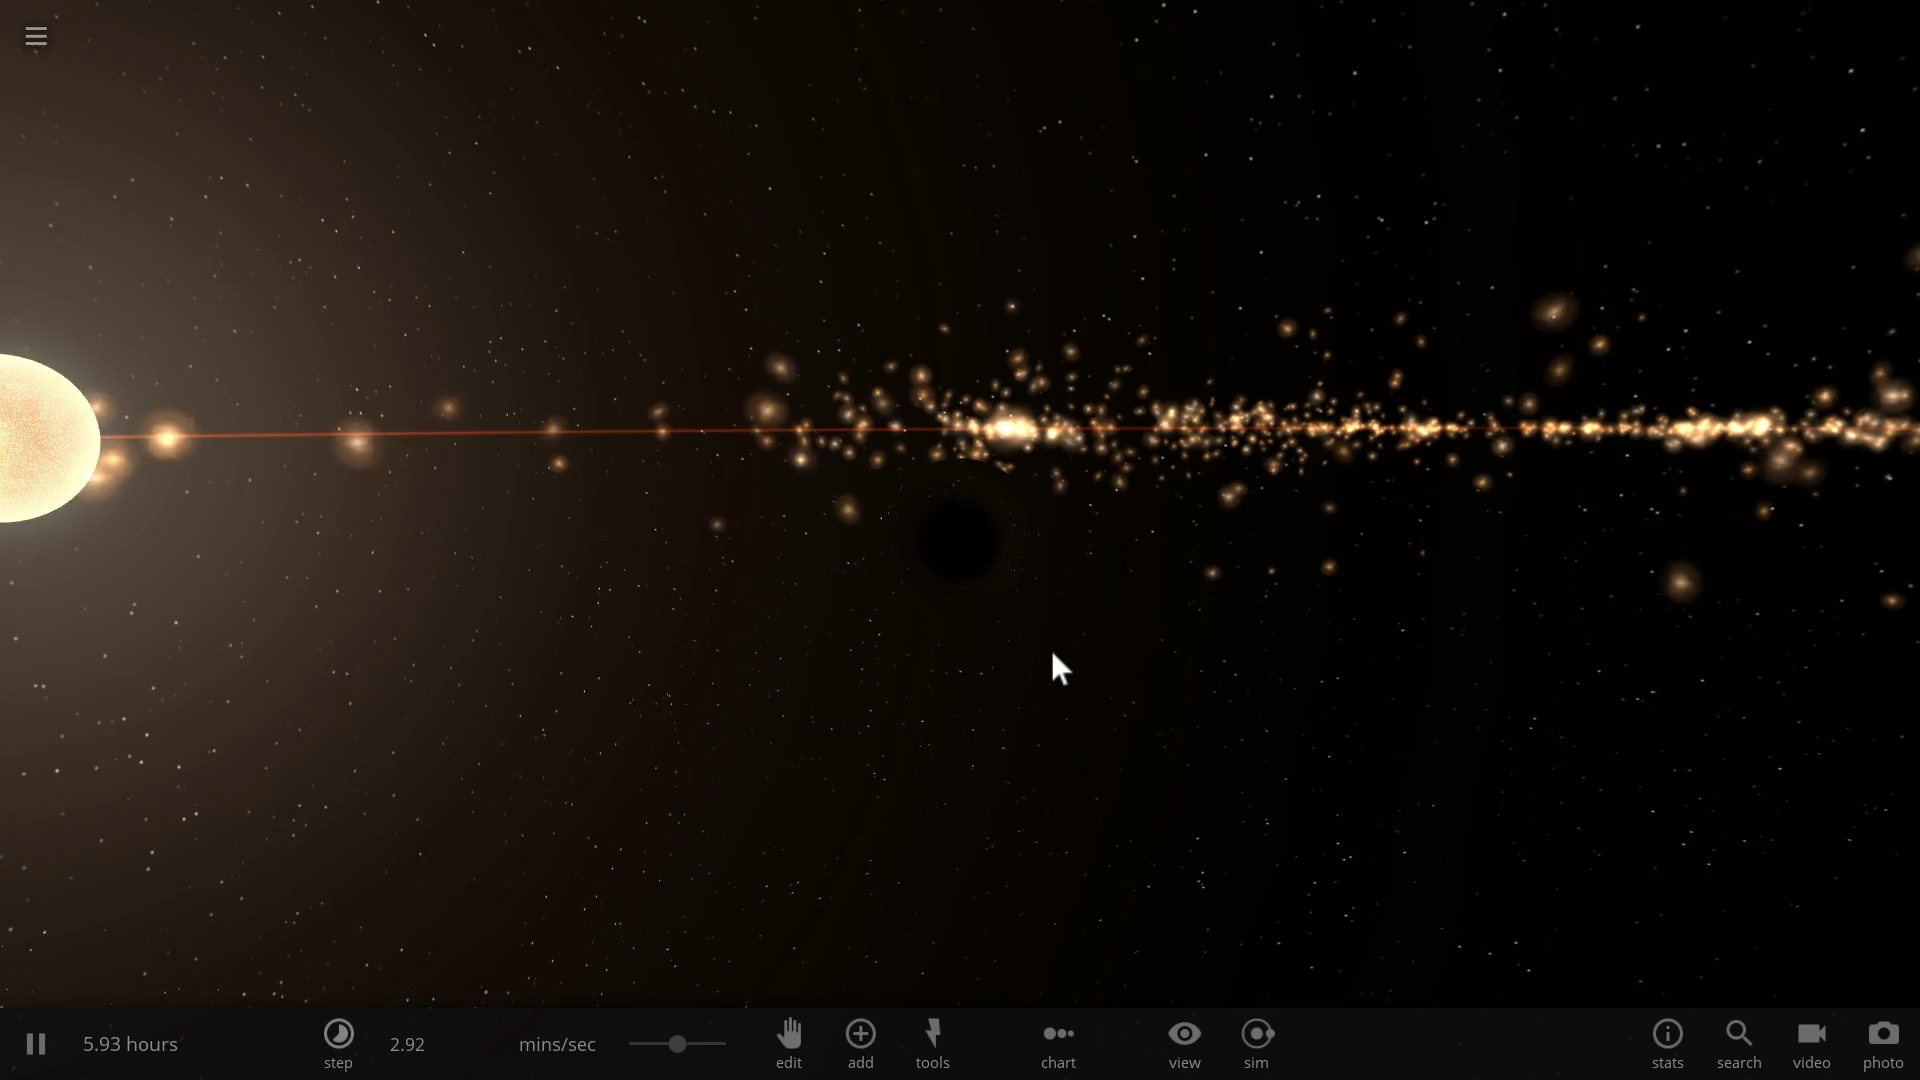 5.93 hours
step
2.92
mins/sec
edit
add
tools
chart
view
sim
stats
search
video
photo